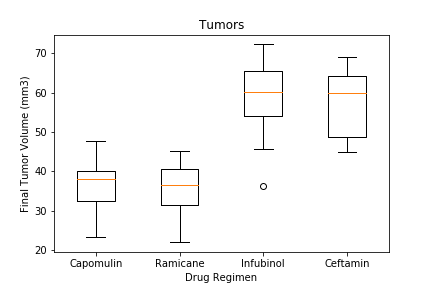 Tumors
Final Tumor Volume (mm3)
70
60
50
40
30
20
Capomulin Ramicane Infubinol Ceftamin
Drug Regimen